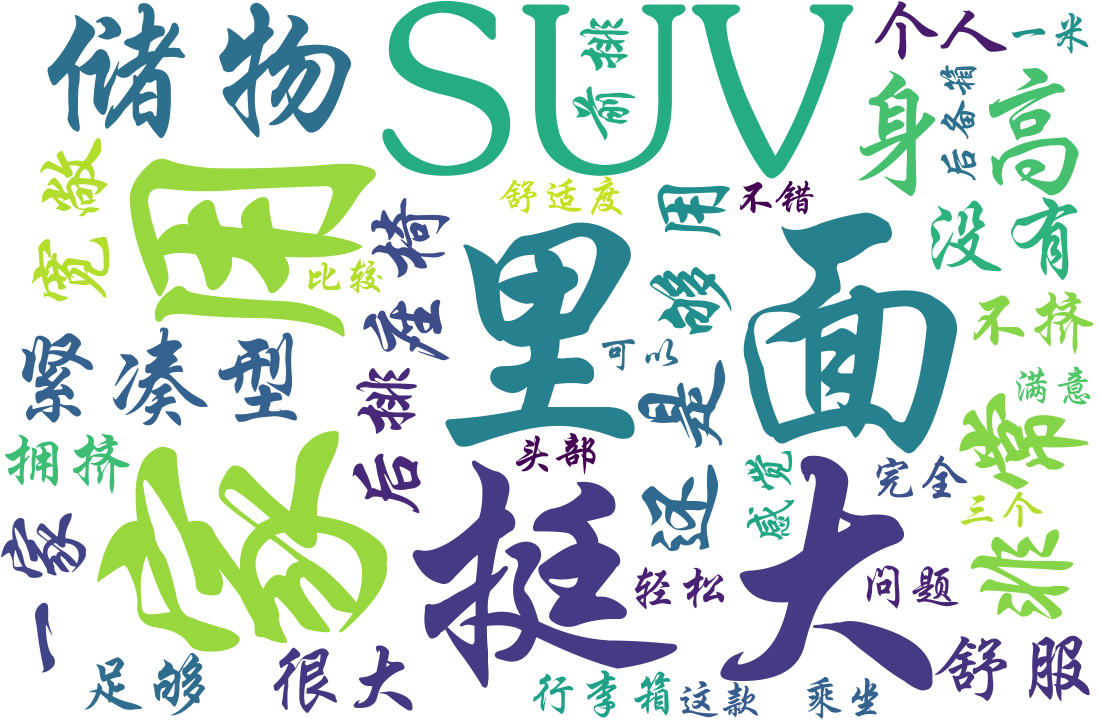 储物
SUV
前排
个人
一米
身高
后备箱
宽敞
家用
比较
座椅
舒适度
够用
不错
里面
没有
不挤
紧凑型
可以
还是
满意
后排
非常
拥挤
头部
感觉
完全
三个
一家
挺大
轻松
问题
足够
很大
行李箱
这款
乘坐
舒服